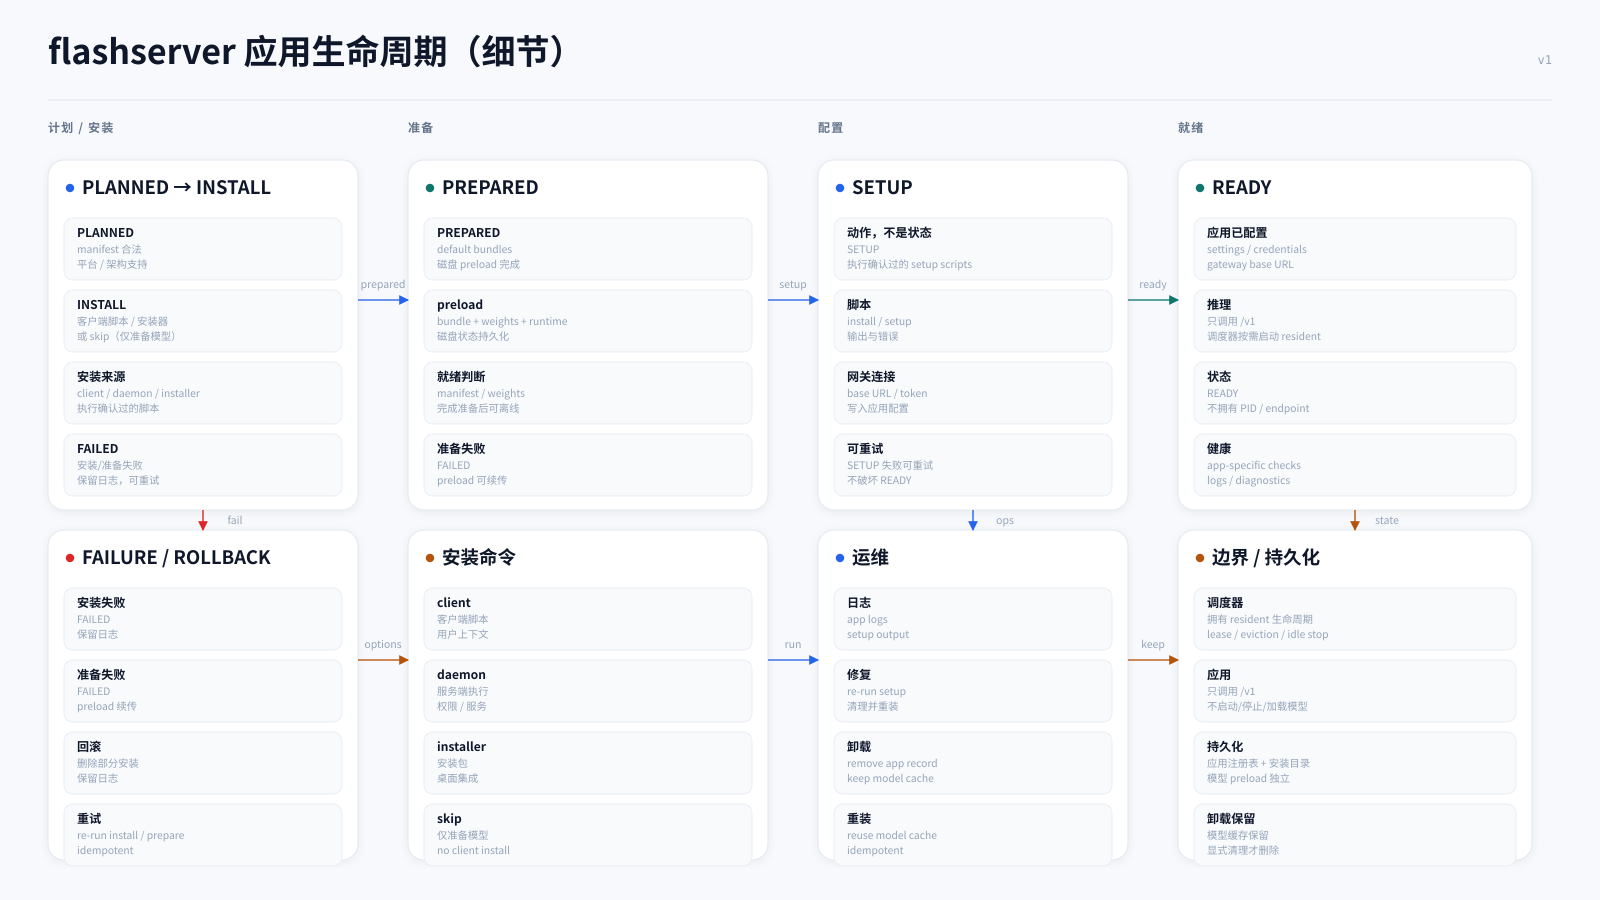 flashserver 应用生命周期（细节）
v1
计划 / 安装
准备
配置
就绪
PLANNED → INSTALL
PLANNED
manifest 合法
平台 / 架构支持
INSTALL
客户端脚本 / 安装器
或 skip（仅准备模型）
安装来源
client / daemon / installer
执行确认过的脚本
FAILED
安装/准备失败
保留日志，可重试
prepared
PREPARED
PREPARED
default bundles
磁盘 preload 完成
preload
bundle + weights + runtime
磁盘状态持久化
就绪判断
manifest / weights
完成准备后可离线
准备失败
FAILED
preload 可续传
setup
SETUP
动作，不是状态
SETUP
执行确认过的 setup scripts
脚本
install / setup
输出与错误
网关连接
base URL / token
写入应用配置
可重试
SETUP 失败可重试
不破坏 READY
ready
READY
应用已配置
settings / credentials
gateway base URL
推理
只调用 /v1
调度器按需启动 resident
状态
READY
不拥有 PID / endpoint
健康
app-specific checks
logs / diagnostics
fail
ops
state
FAILURE / ROLLBACK
安装失败
FAILED
保留日志
准备失败
FAILED
preload 续传
回滚
删除部分安装
保留日志
重试
re-run install / prepare
idempotent
options
安装命令
client
客户端脚本
用户上下文
daemon
服务端执行
权限 / 服务
installer
安装包
桌面集成
skip
仅准备模型
no client install
run
运维
日志
app logs
setup output
修复
re-run setup
清理并重装
卸载
remove app record
keep model cache
重装
reuse model cache
idempotent
keep
边界 / 持久化
调度器
拥有 resident 生命周期
lease / eviction / idle stop
应用
只调用 /v1
不启动/停止/加载模型
持久化
应用注册表 + 安装目录
模型 preload 独立
卸载保留
模型缓存保留
显式清理才删除